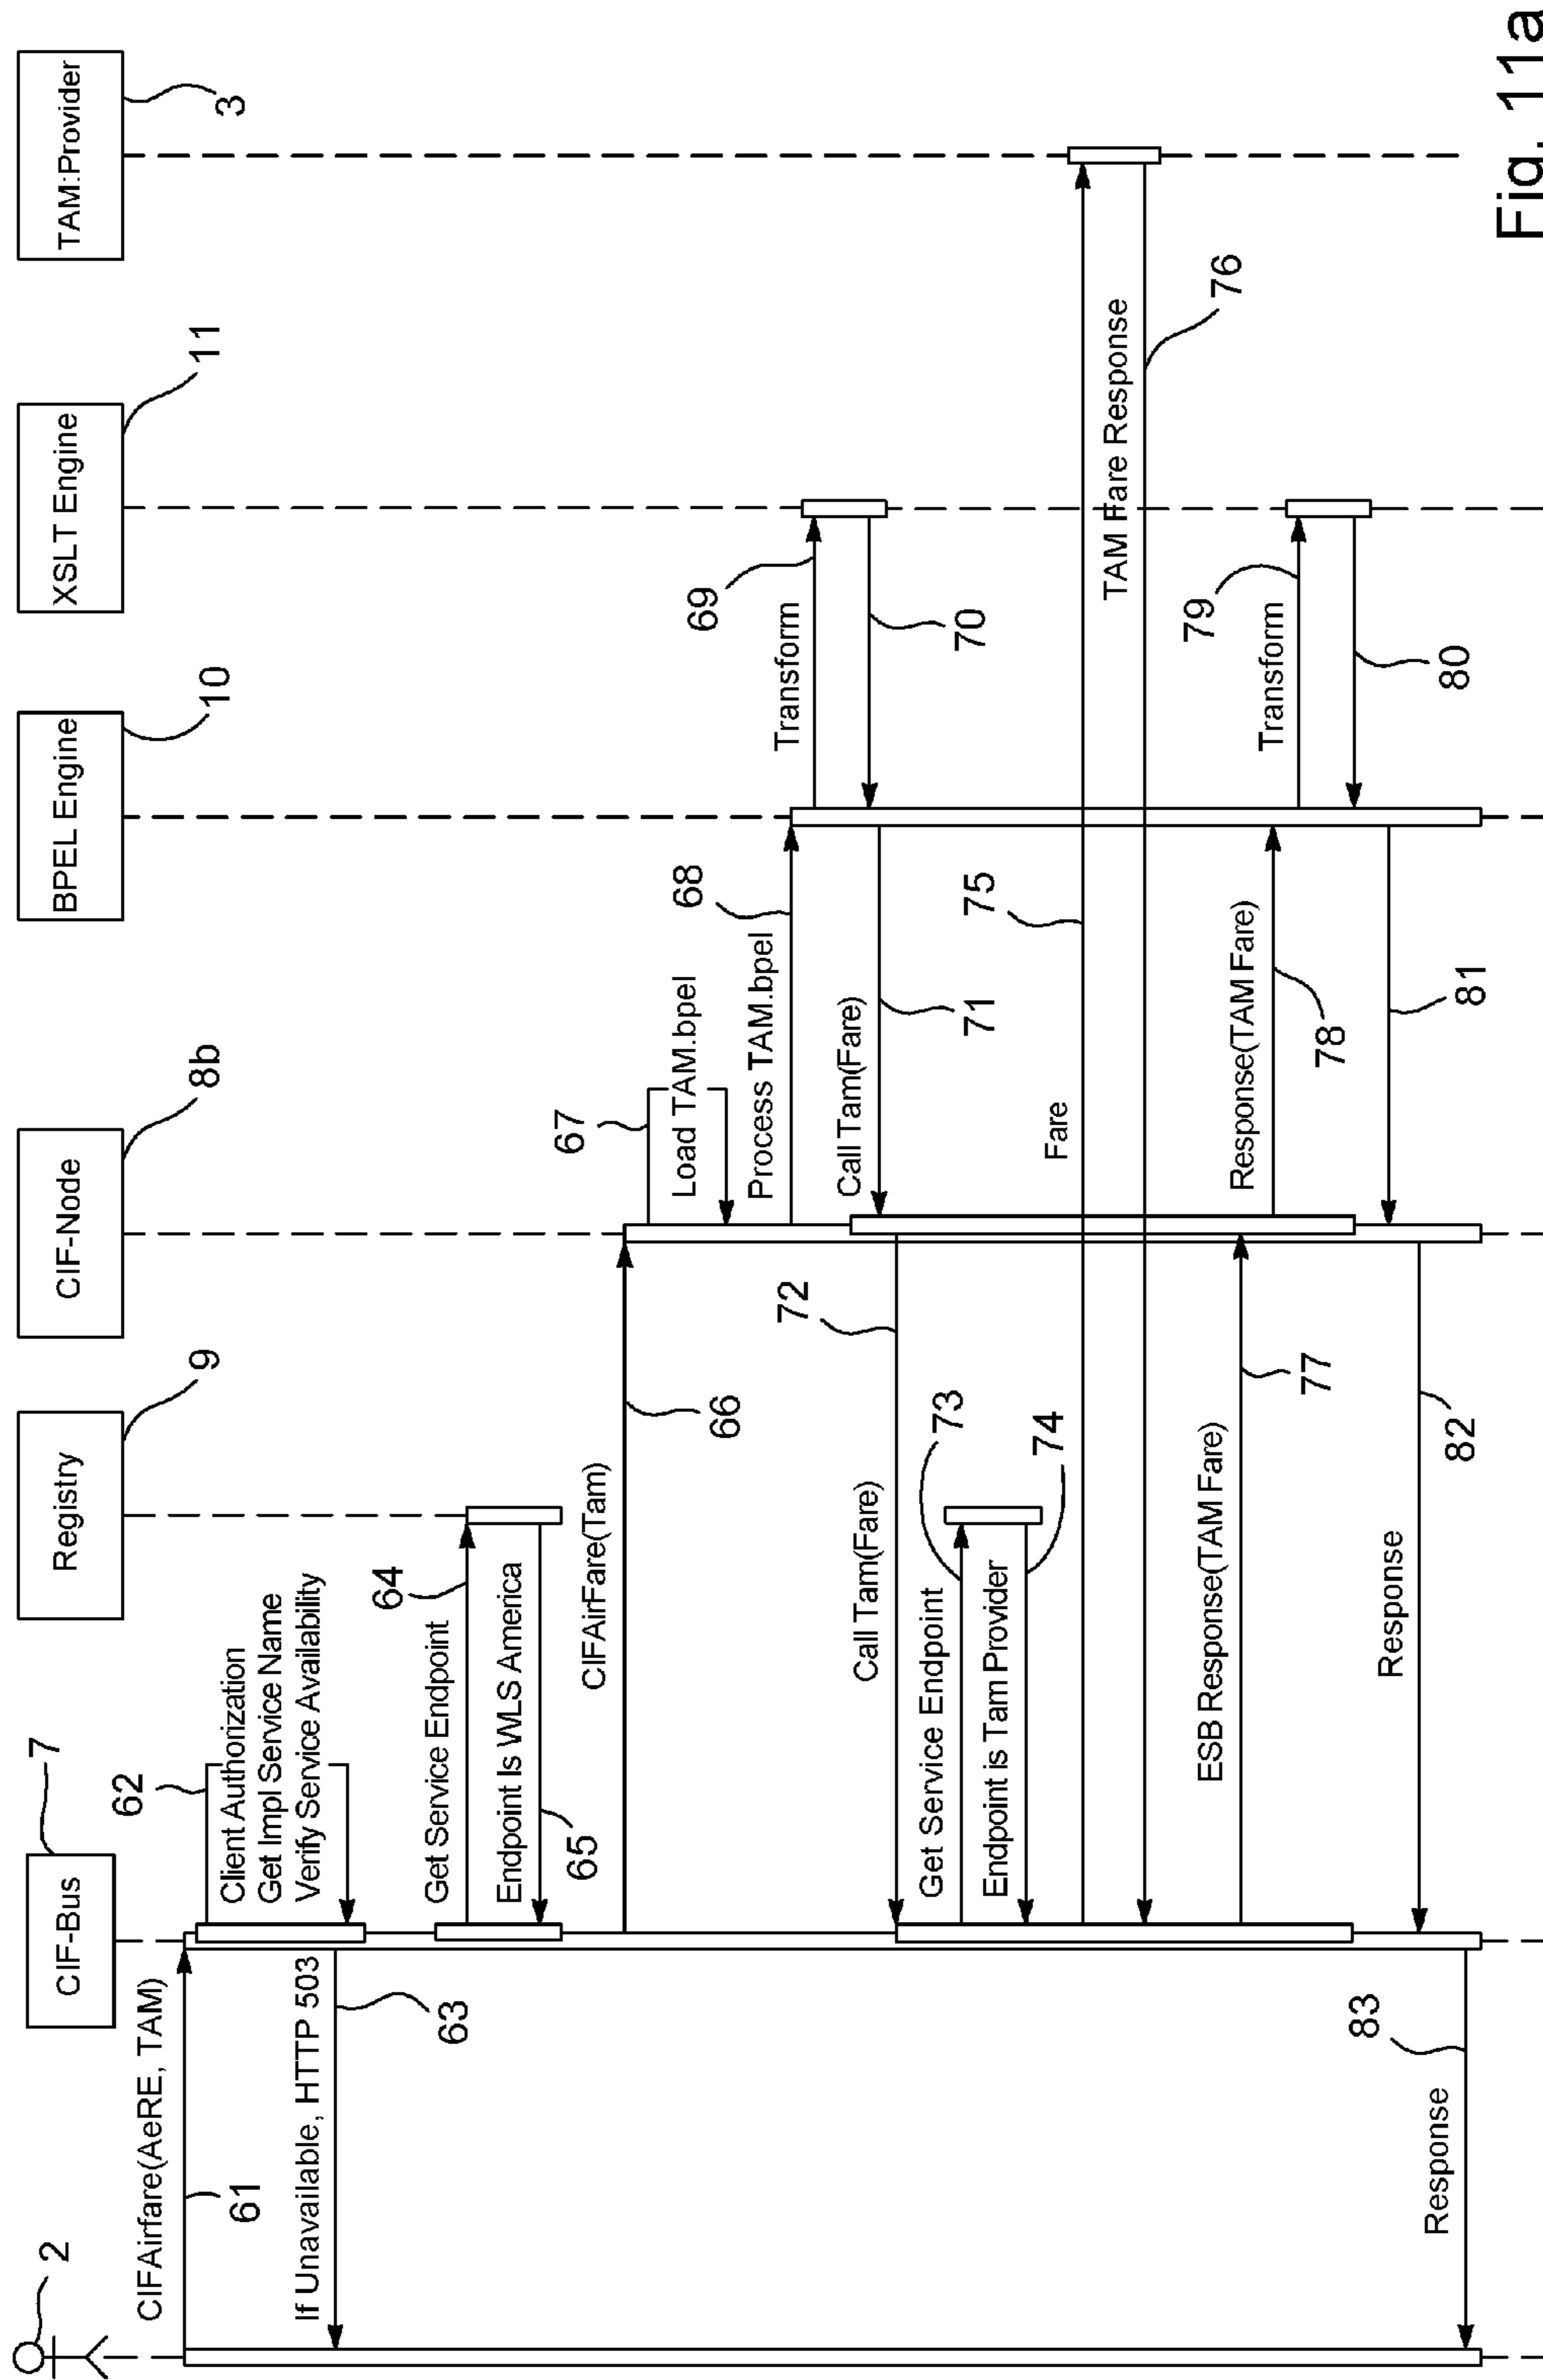 2
CIF-Bus
7
Registry
9
CIF-Node
8b
BPEL Engine
10
XSLT Engine
11
TAM:Provider
3
CIFAirfare(AeRE, TAM)
61
62
Client Authorization
Get Impl Service Name
Verify Service Availability
If Unavailable, HTTP 503
63
64
Get Service Endpoint
Endpoint Is WLS America
65
CIFAirFare(Tam)
66
67
Load TAM.bpel
68
Process TAM.bpel
69
Transform
70
Call Tam(Fare)
71
72
Call Tam(Fare)
73
Get Service Endpoint
74
Endpoint is Tam Provider
75
Fare
TAM Fare Response
76
ESB Response(TAM Fare)
77
Response(TAM Fare)
78
79
Transform
80
81
Response
82
83
Response
Fig. 11a